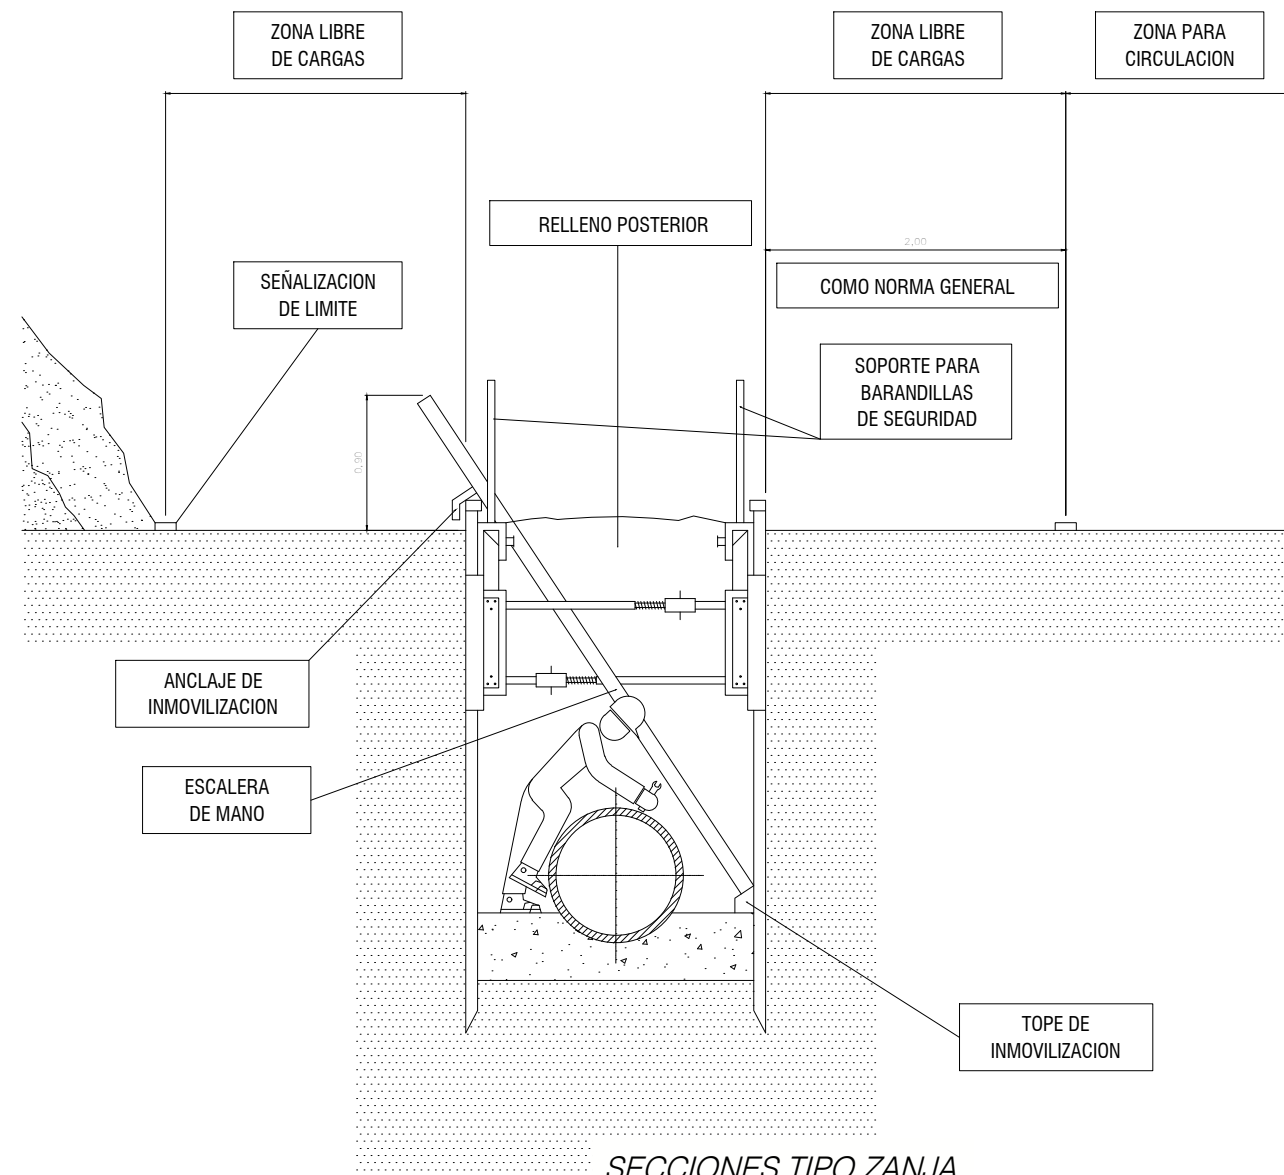 ZONA LIBRE
DE CARGAS
ZONA LIBRE
DE CARGAS
ZONA PARA
CIRCULACION
RELLENO POSTERIOR
2,00
SEÑALIZACION
DE LIMITE
COMO NORMA GENERAL
SOPORTE PARA
BARANDILLAS
DE SEGURIDAD
0,90
ANCLAJE DE
INMOVILIZACION
ESCALERA
DE MANO
TOPE DE
INMOVILIZACION
SECCIONES TIPO ZANJA